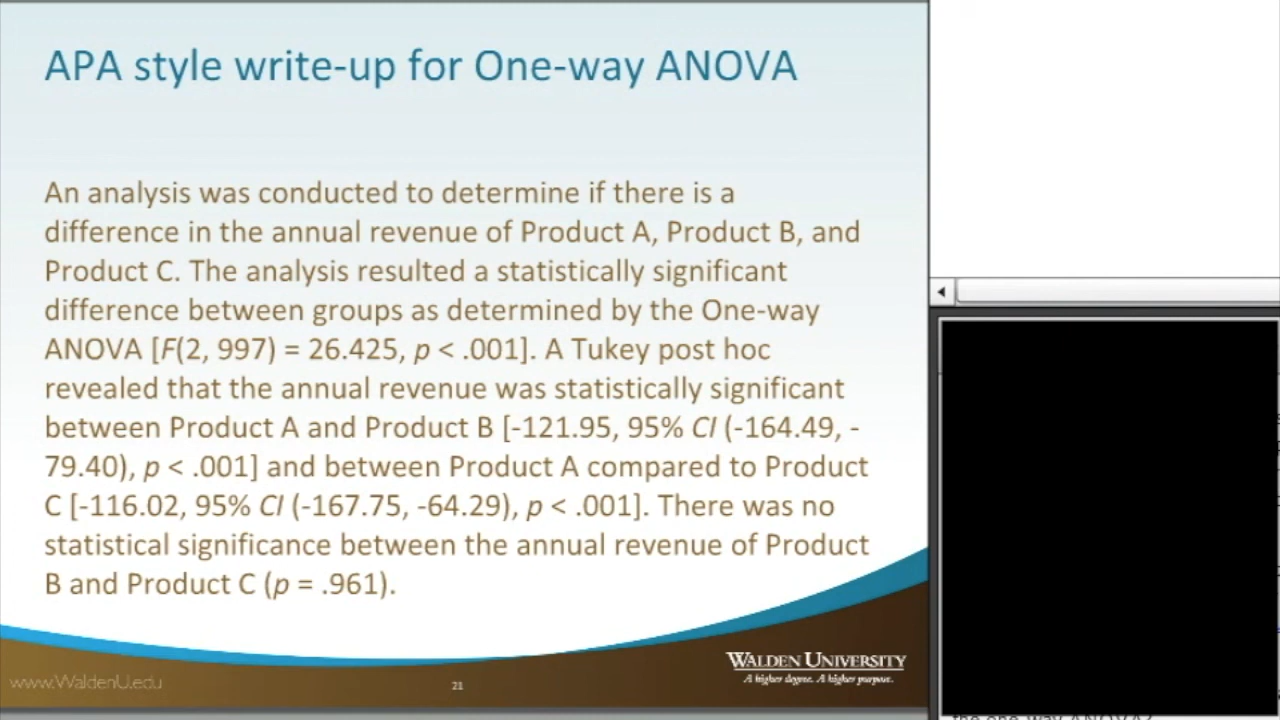 APA style write-up for One-way ANOVA
An analysis was conducted to determine if there is a
difference in the annual revenue of Product A, Product B, and
Product C. The analysis resulted a statistically significant
difference between groups as determined by the One-way
ANOVA [F(2, 997) = 26.425, p < .001]. A Tukey post hoc
revealed that the annual revenue was statistically significant
between Product A and Product B [-121.95, 95% CI (-164.49, -
79.40), p < .001] and between Product A compared to Product
C [-116.02, 95% CI (-167.75, -64.29), p < .001]. There was no
statistical significance between the annual revenue of Product
B and Product C (p = .961).
WALDEN UNIVERSITY
A higher degree. A higher purpose.
www.WaldenU.edu
21
the one-way ANOVA?